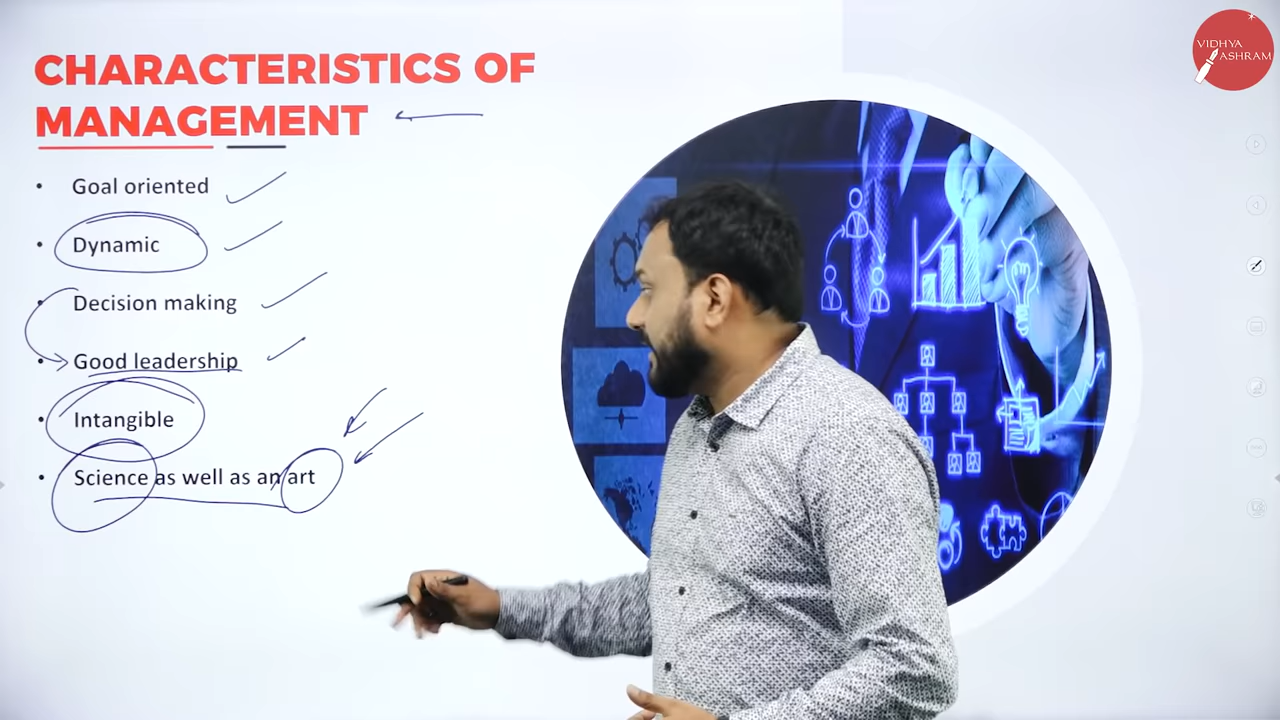 CHARACTERISTICS OF
MANAGEMENT
• Goal oriented
• Dynamic
• Decision making
• Good leadership
• Intangible
• Science as well as an art
VIDHYA
ASHRAM